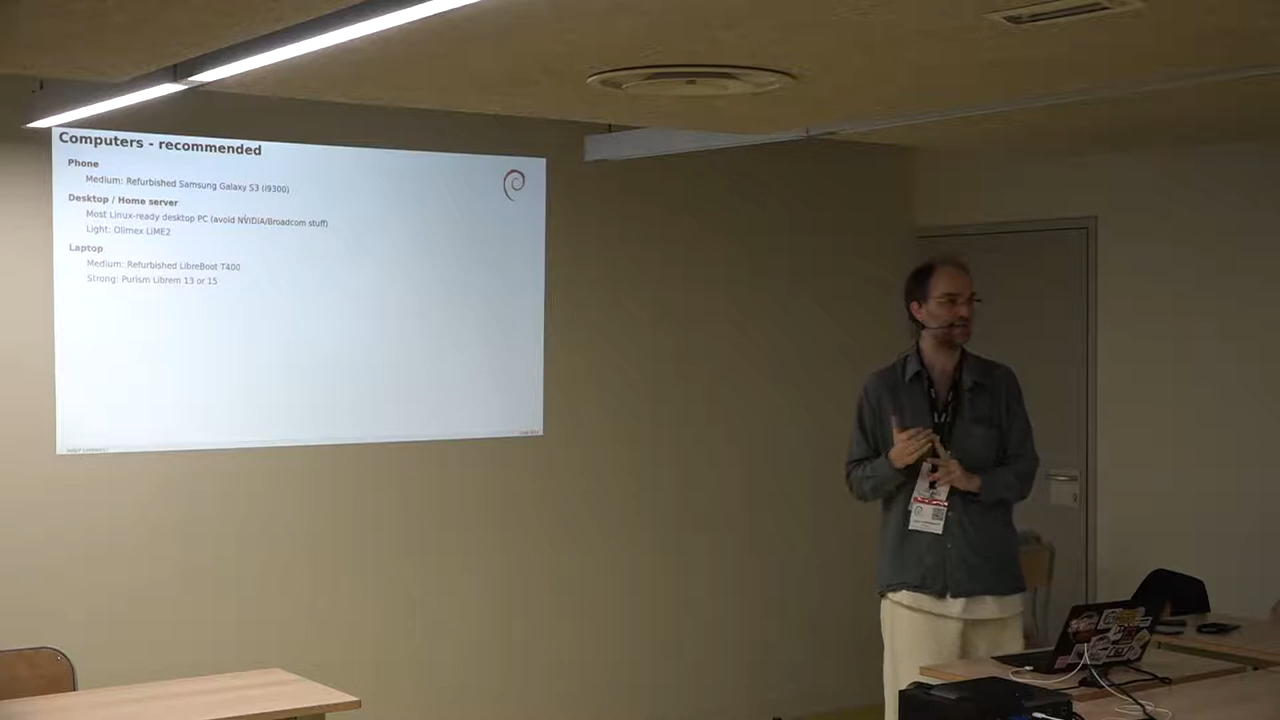 Computers - recommended
Phone
Medium: Refurbished Samsung Galaxy S3 (i9300)
Desktop / Home server
Most Linux-ready desktop PC (avoid NVIDIA/Broadcom stuff)
Light: Olimex LIME2
Laptop
Medium: Refurbished LibreBoot T400
Strong: Purism Librem 13 or 15